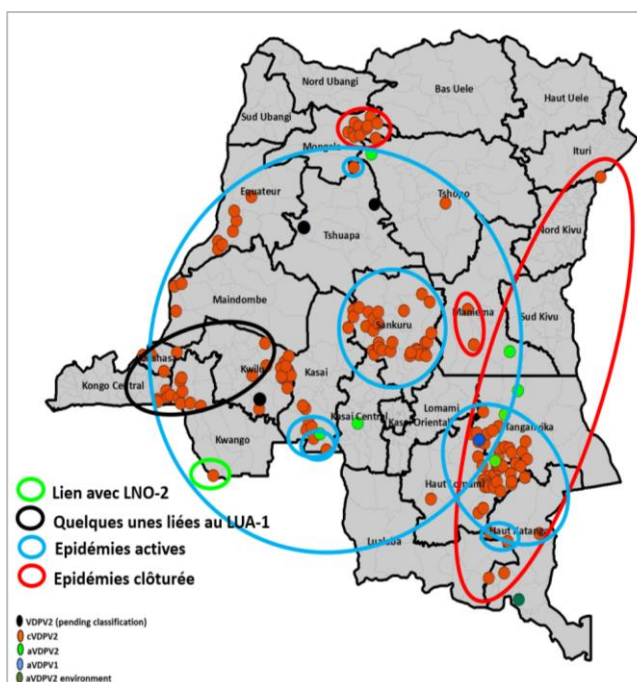 Nord Ubangi
Bas Uele
Haut Uele
Sud Ubangi
Mongala
Ituri
Equateur
Tshopo
Nord Kivu
Tshuapa
Maindombe
Maniema
Sud Kivu
Sankuru
Kongo Central
Kwilu
Kasai
Kasai Central
Lomami
Kasai Oriental
Tanganyika
Kwango
Haut Lomami
Haut Katanga
Lualaba
Lien avec LNO-2
Quelques unes liées au LUA-1
Epidémies actives
Epidémies clôturée
VDPV2 (pending classification)
cVDPV2
aVDPV2
aVDPV1
aVDPV2 environment